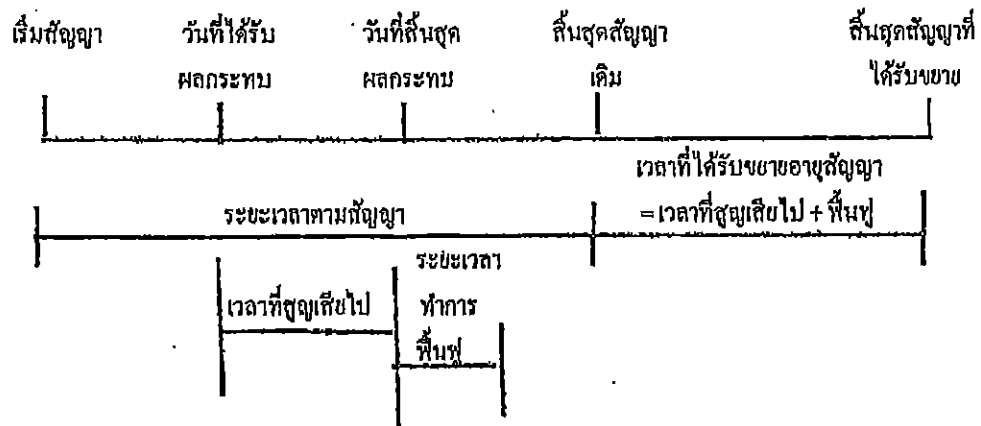 เริ่มสัญญา วันที่ได้รับ วันที่สิ้นสุด สิ้นสุดสัญญา สิ้นสุดสัญญาที่
ผลกระทบ ผลกระทบ เดิม ได้รับขยาย
เวลาที่ได้รับขยายอายุสัญญา
ระยะเวลาตามสัญญา =เวลาที่สูญเสียไป + ฟื้นฟู
ระยะเวลา
เวลาที่สูญเสียไป ทำการ
ฟื้นฟู